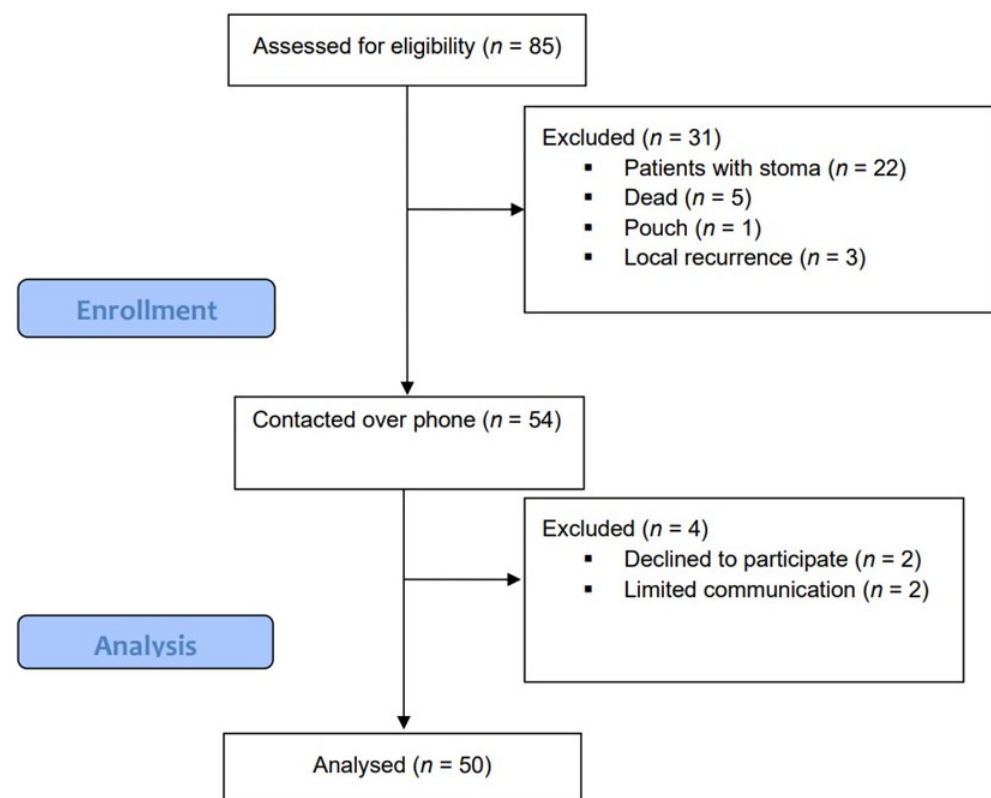 Assessed for eligibility (n = 85)
Excluded (n = 31)
▪ Patients with stoma (n = 22)
▪ Dead (n = 5)
▪ Pouch (n = 1)
▪ Local recurrence (n = 3)
Enrollment
Contacted over phone (n = 54)
Excluded (n = 4)
▪ Declined to participate (n = 2)
▪ Limited communication (n = 2)
Analysis
Analysed (n = 50)